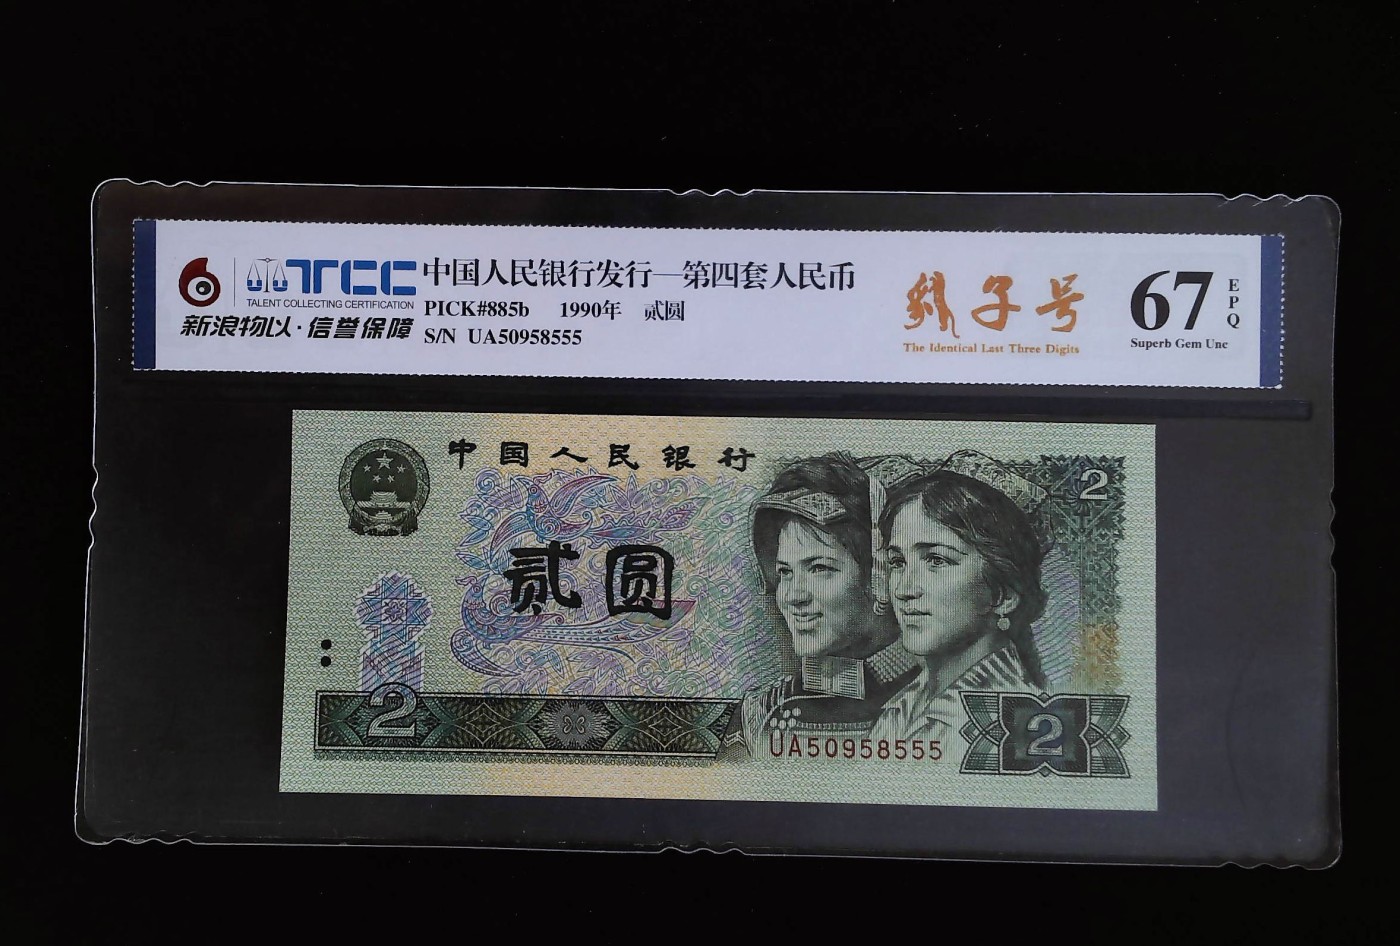 TCC
TALENT COLLECTING CERTIFICATION
新浪物以·信誉保障
中国人民银行发行—第四套人民币
PICK#885b 1990年 贰圆
S/N UA50958555
豹子号
The Identical Last Three Digits
67
EPQ
Superb Gem Unc
中国人民银行
2
贰圆
2
UA50958555
2